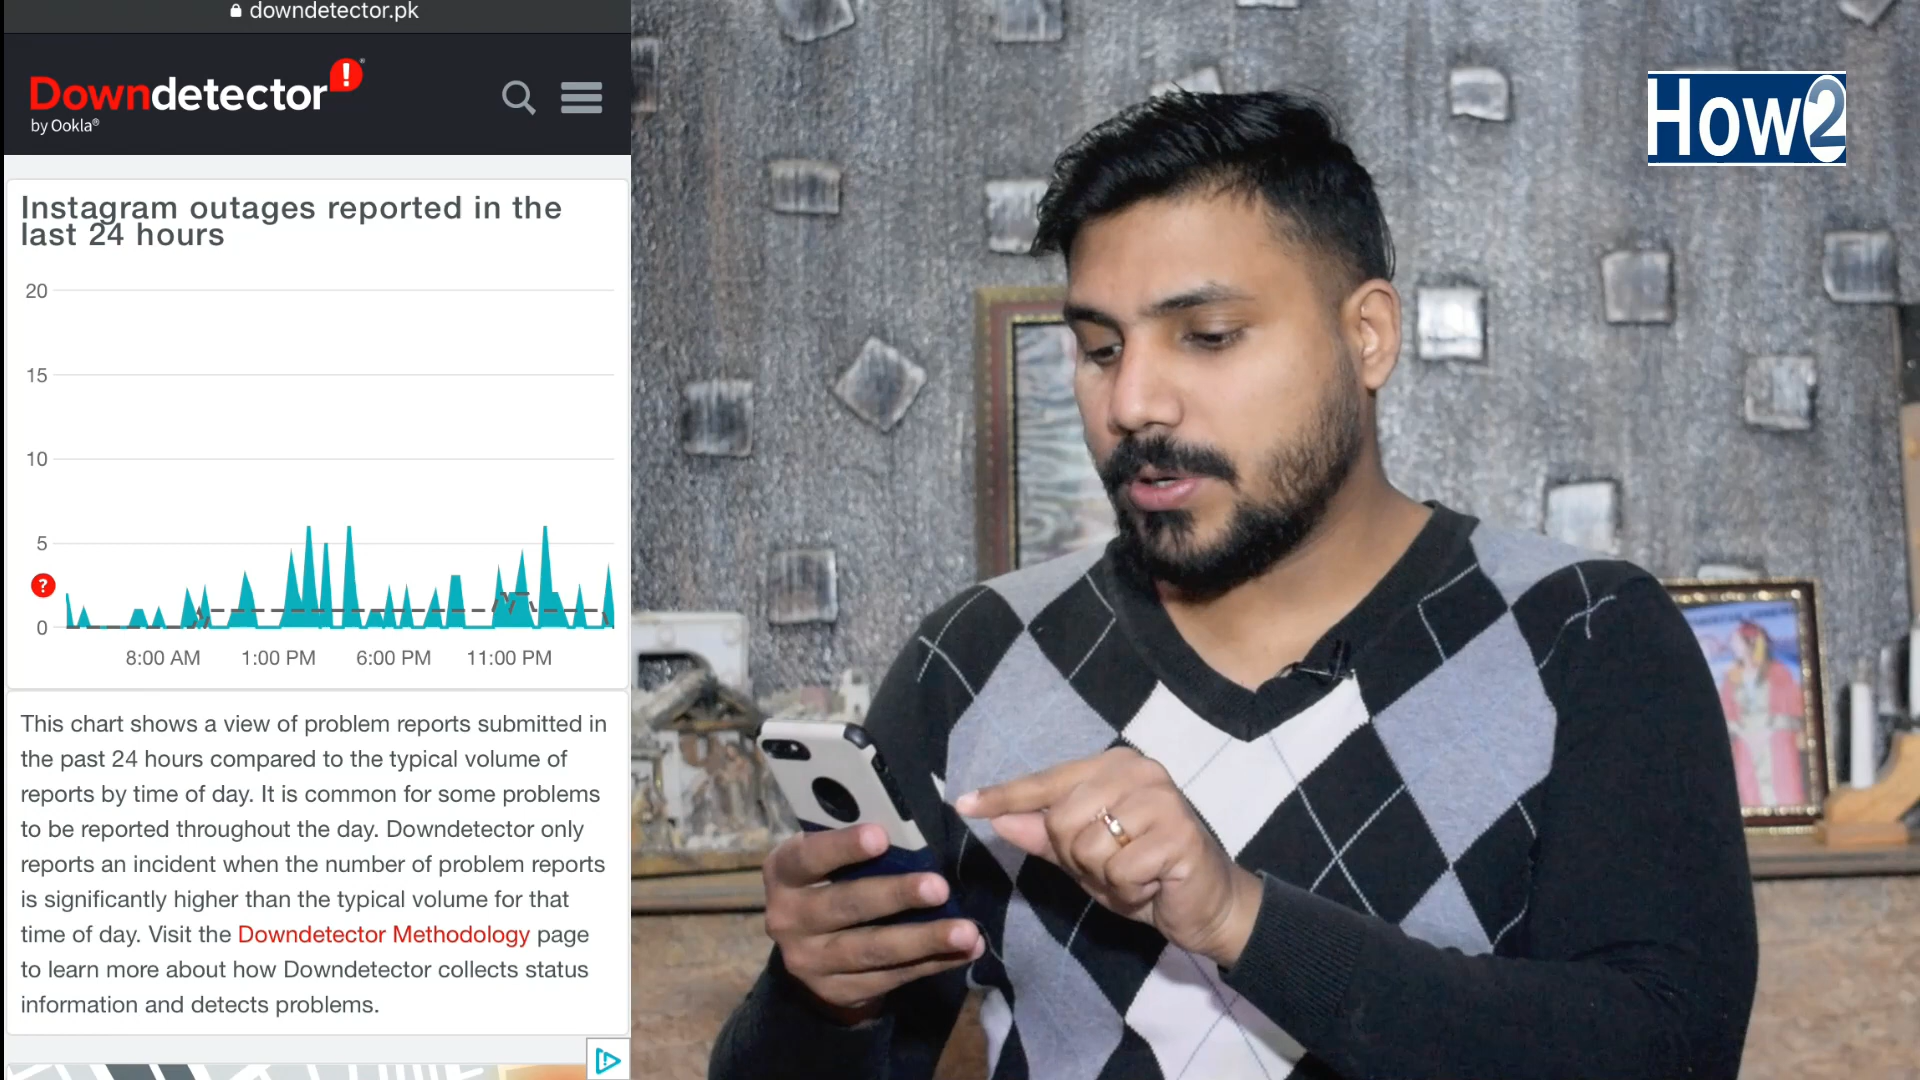 downdetector.pk
Downdetector!
by Ookla®
How2
Instagram outages reported in the
last 24 hours
20
15
10
5
?
0
8:00 AM 1:00 PM 6:00 PM 11:00 PM
This chart shows a view of problem reports submitted in
the past 24 hours compared to the typical volume of
reports by time of day. It is common for some problems
to be reported throughout the day. Downdetector only
reports an incident when the number of problem reports
is significantly higher than the typical volume for that
time of day. Visit the Downdetector Methodology page
to learn more about how Downdetector collects status
information and detects problems.